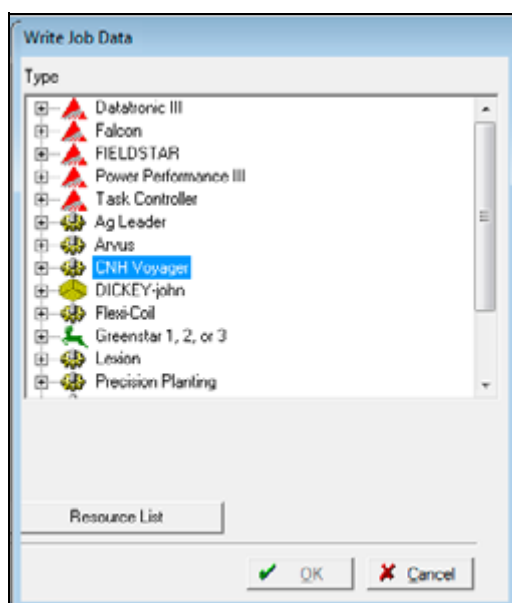 Write Job Data
Type
Datatronic III
Falcon
FIELDSTAR
Power Performance III
Task Controller
Ag Leader
Arvus
CNH Voyager
DICKEY-john
Flexi-Coil
Greenstar 1, 2, or 3
Lexion
Precision Planting
Resource List
OK
Cancel